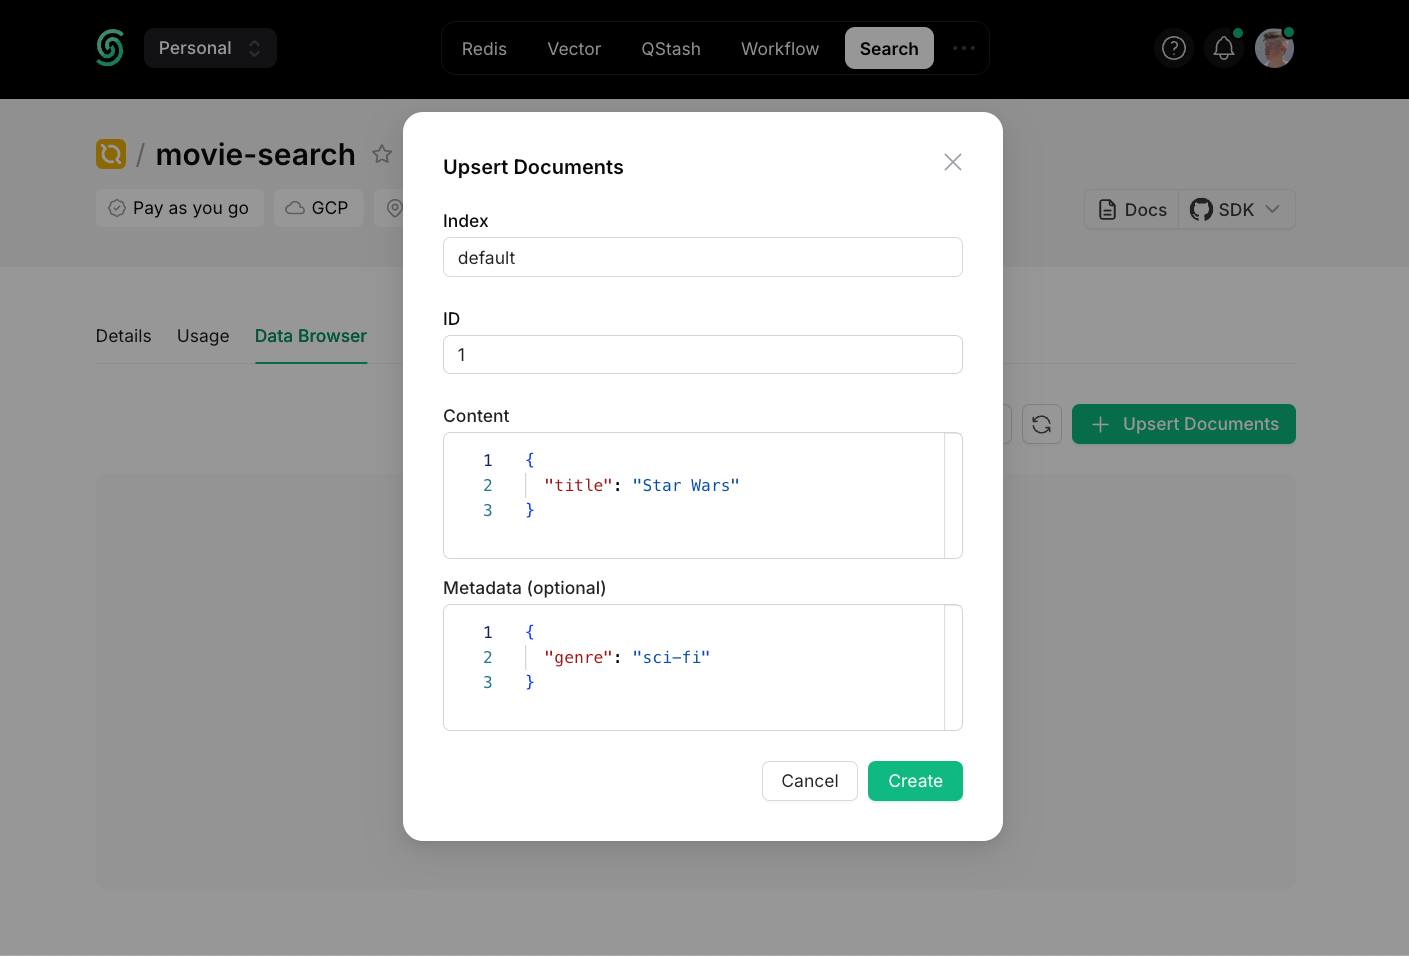 Personal
Redis Vector QStash Workflow Search
/ movie-search
Pay as you go GCP
Docs SDK
Details Usage Data Browser
Upsert Documents
Upsert Documents
Index
default
ID
1
Content
1 {
2 "title": "Star Wars"
3 }
Metadata (optional)
1 {
2 "genre": "sci-fi"
3 }
Cancel Create